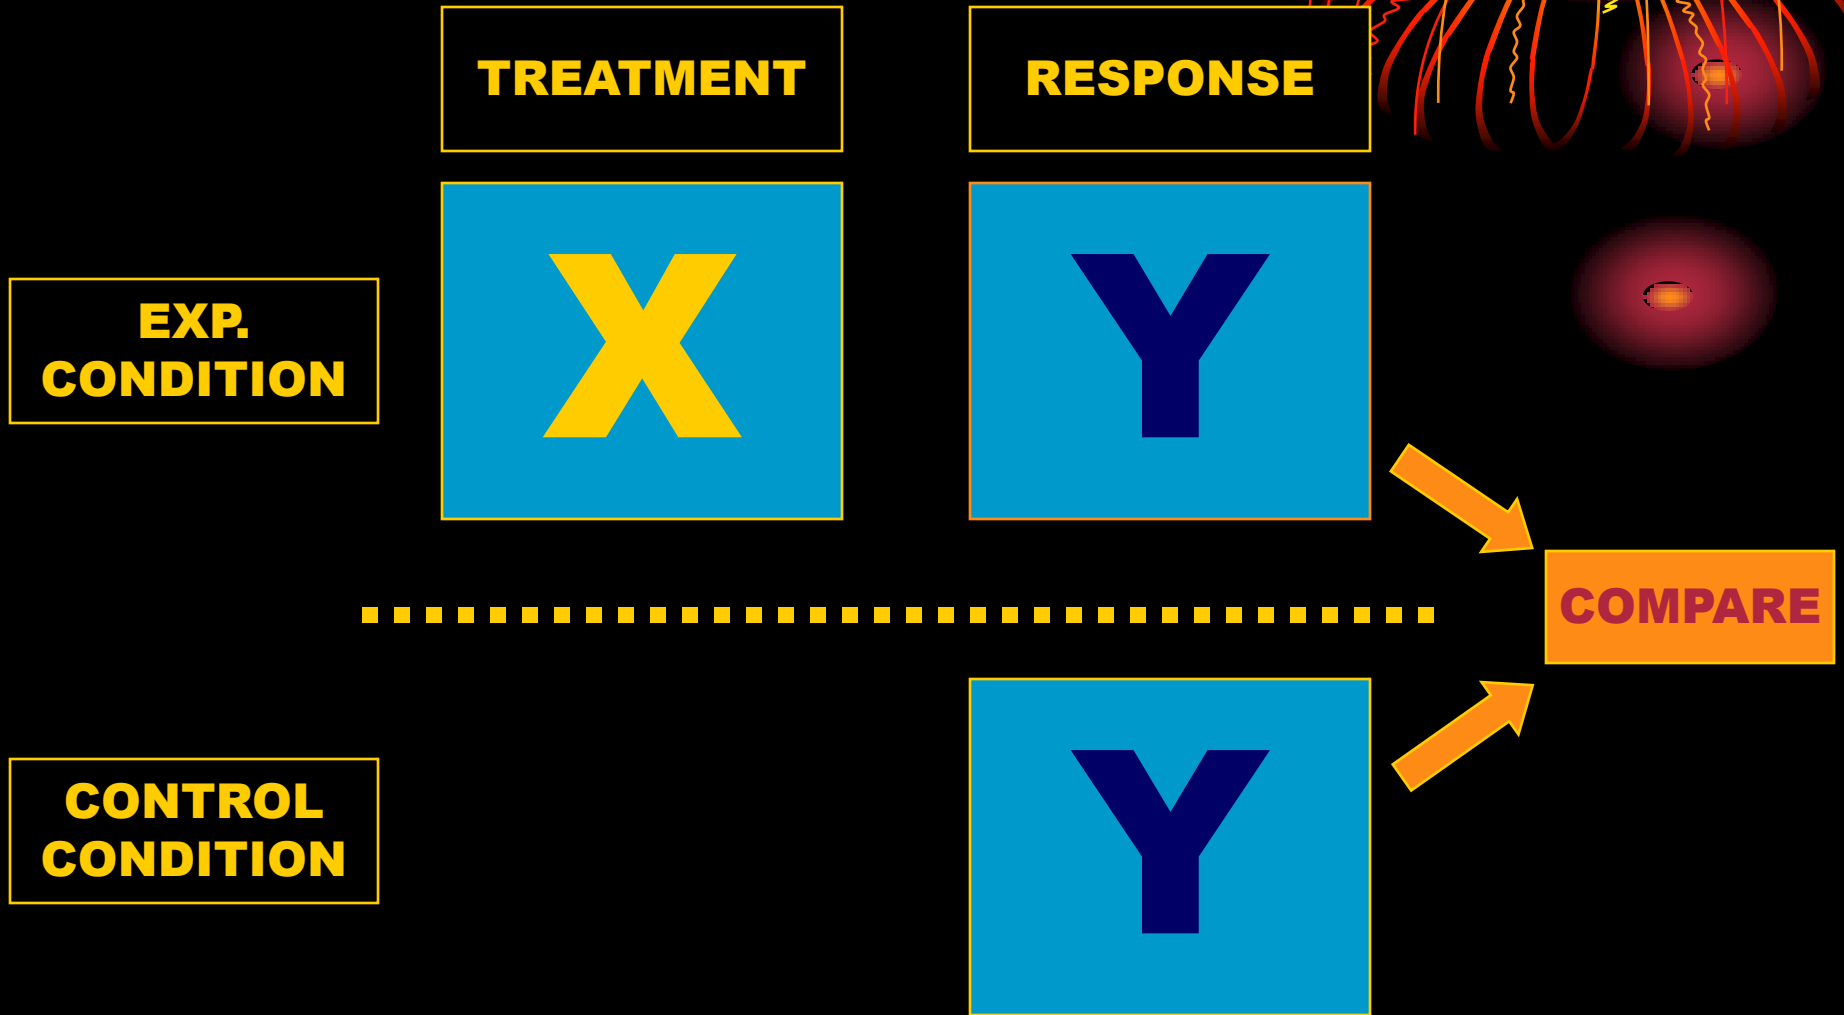 TREATMENT
RESPONSE
EXP.
CONDITION
X
Y
COMPARE
CONTROL
CONDITION
Y